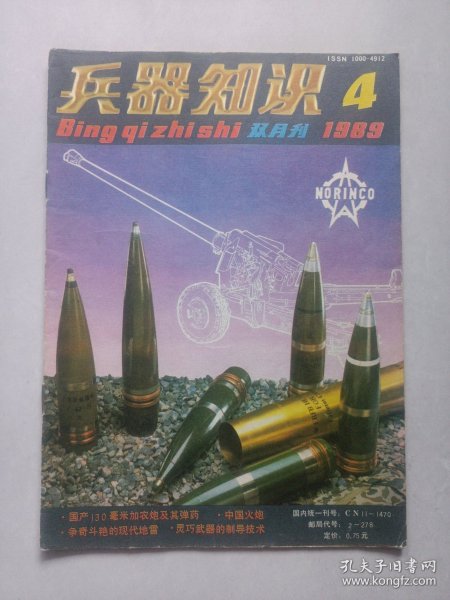 ISSN 1000-4912
兵器知识 4
Bing qi zhi shi 双月刊 1989
NORINCO
·国产130毫米加农炮及其弹药 ·中国火炮
·争奇斗艳的现代地雷 ·灵巧武器的制导技术
国内统一刊号:CN11-1470
邮局代号:2-278
定价:0.75元
孔夫子旧书网
www.kongfz.com